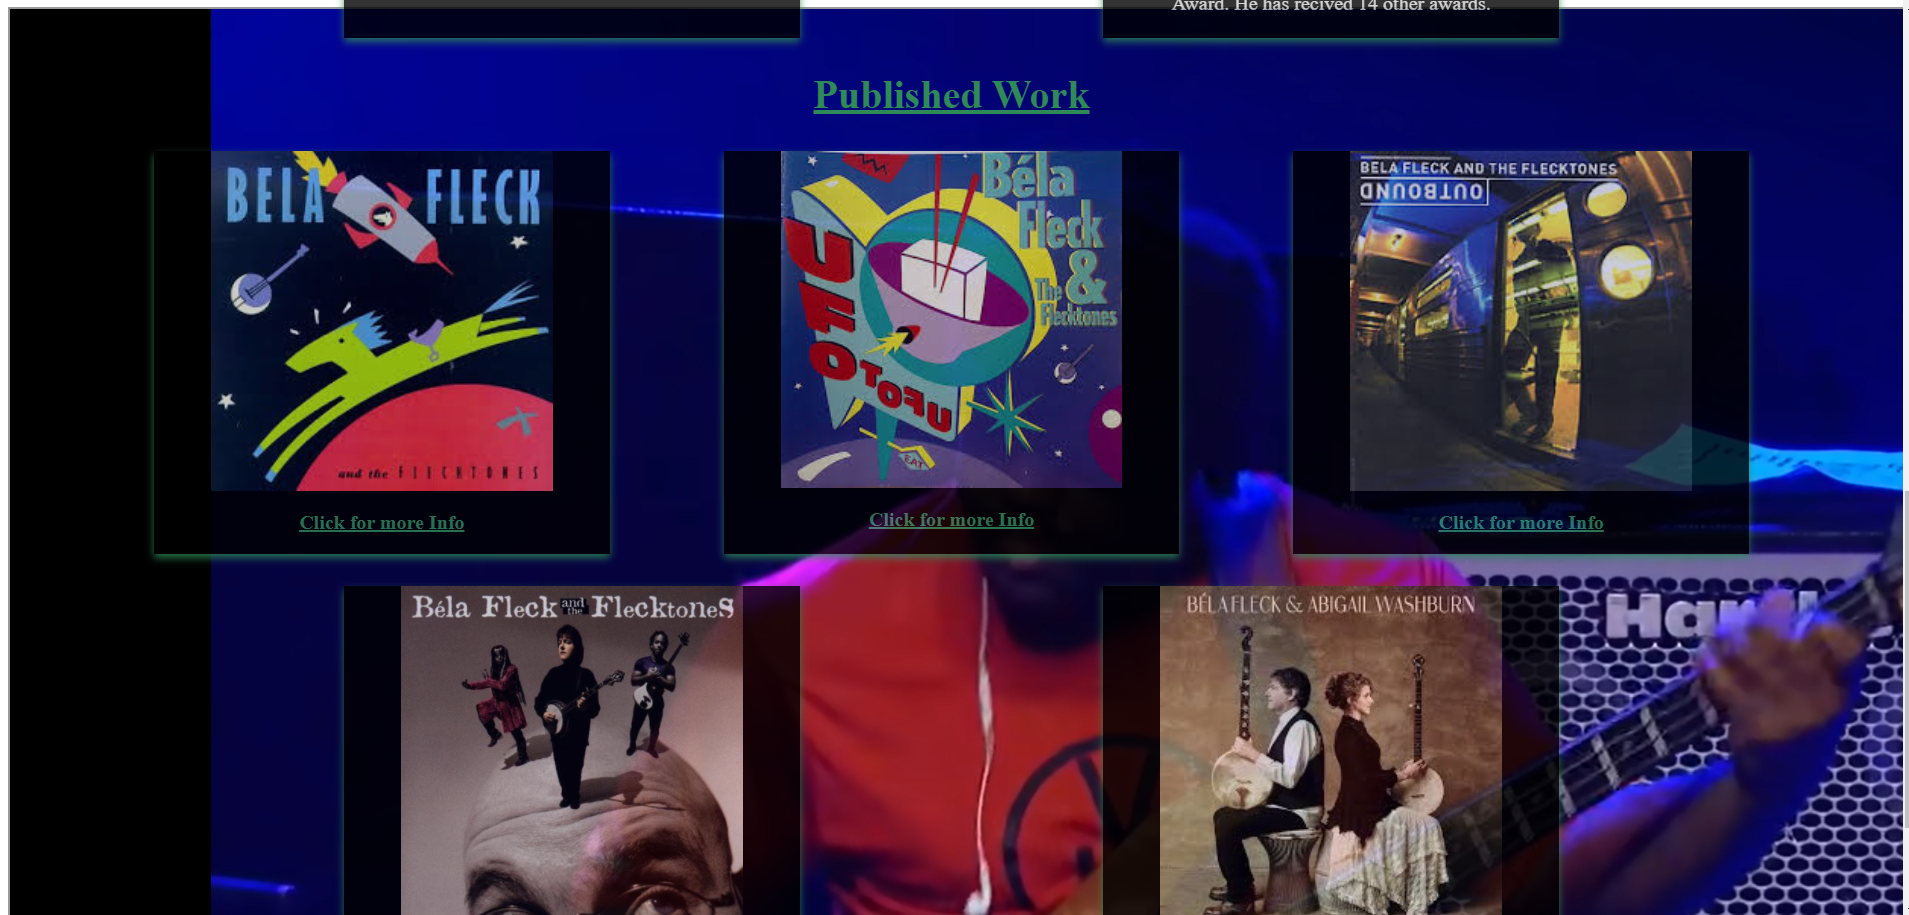 Award. He has recived 14 other awards.
Published Work
BELA FLECK
and the FLECKTONES
Click for more Info
Béla
Fleck
&
The
Flecktones
UFO
TOFU
EAT
Click for more Info
BELA FLECK AND THE FLECKTONES
OUTBOUND
Click for more Info
Béla Fleck and the Flecktones
BÉLA FLECK & ABIGAIL WASHBURN